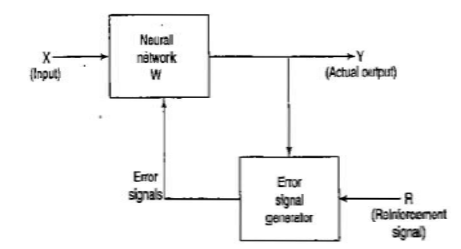 Neural
network
W
X
(Input)
Y
(Actual output)
Error
signals
Error
signal
generator
R
(Reinforcement
signal)